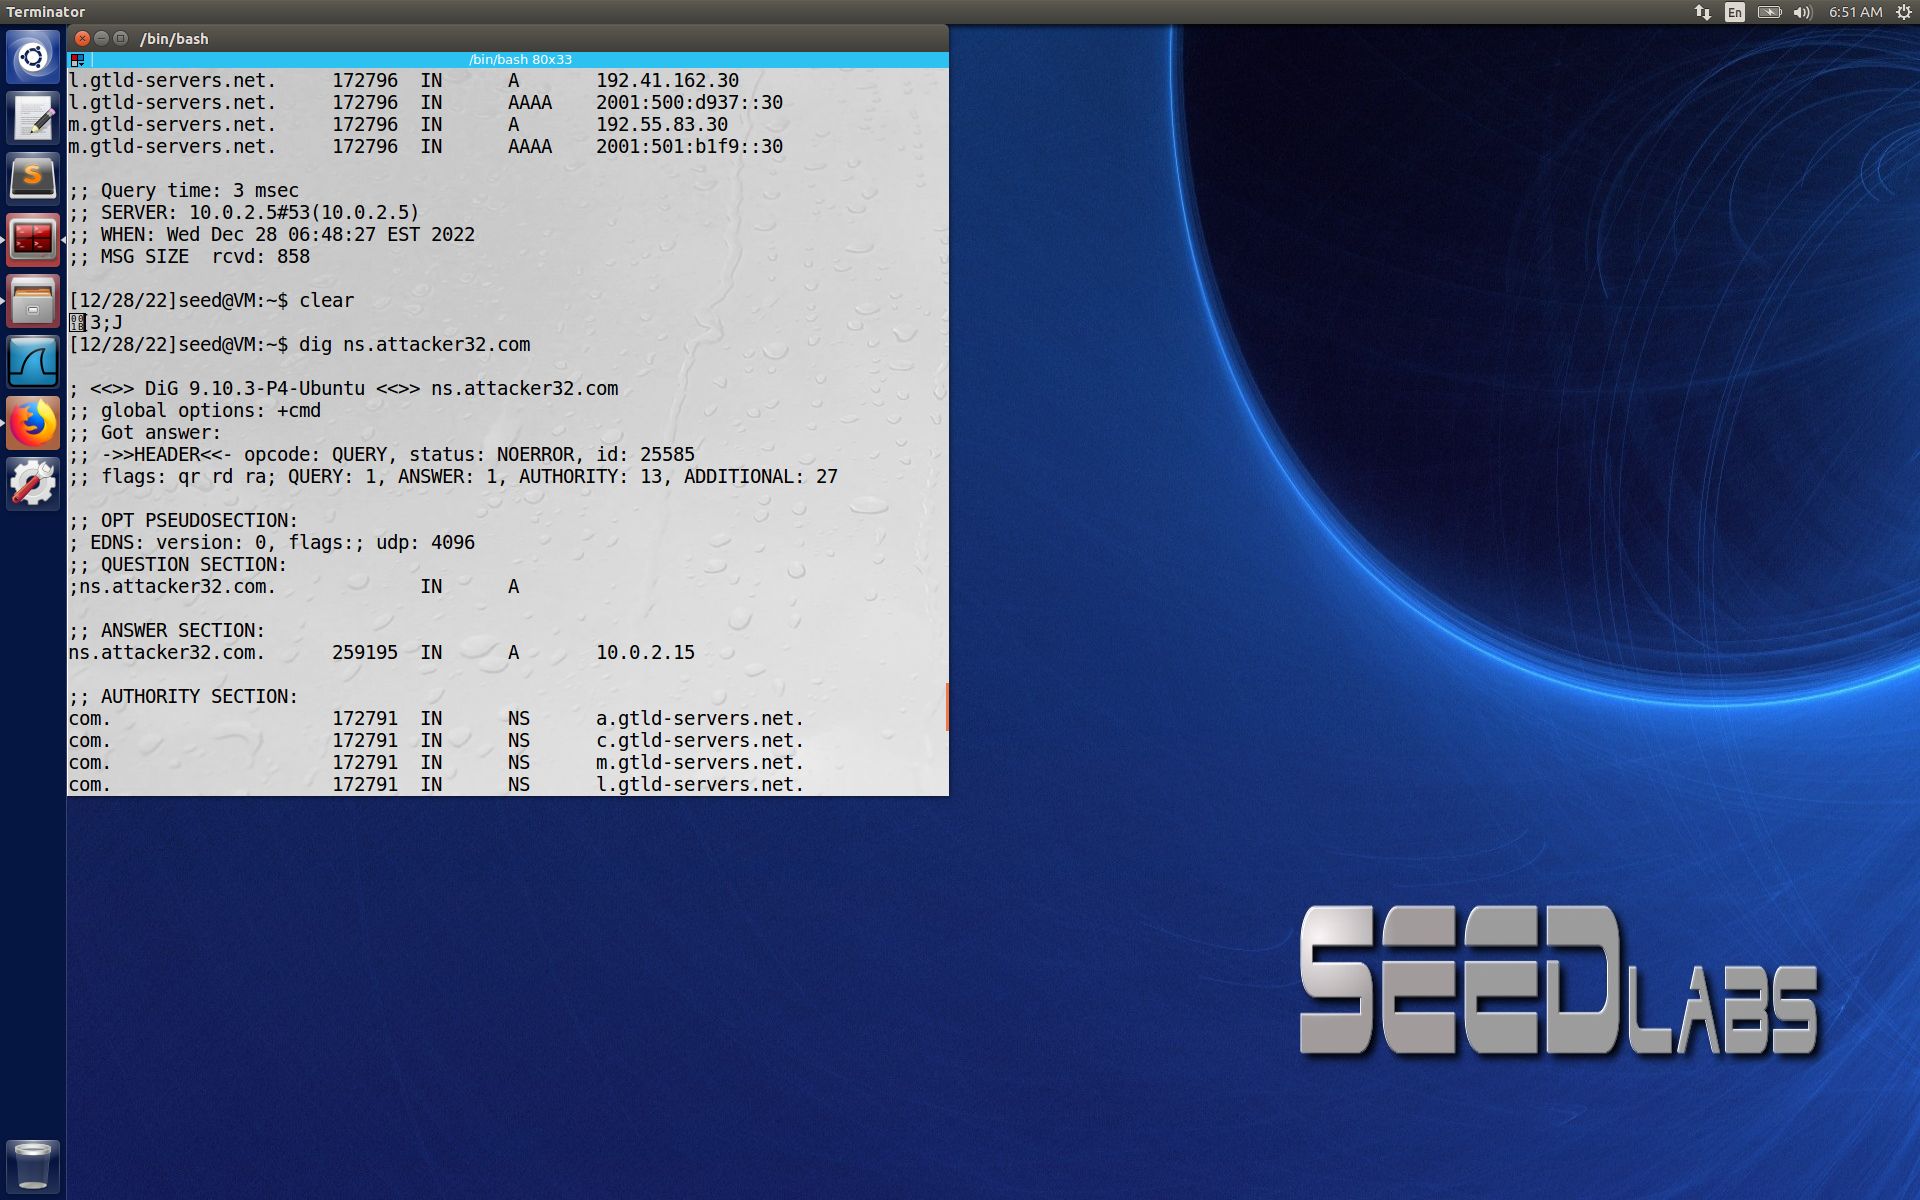 Terminator
En
6:51 AM
/bin/bash
/bin/bash 80x33
l.gtld-servers.net. 172796 IN A 192.41.162.30
l.gtld-servers.net. 172796 IN AAAA 2001:500:d937::30
m.gtld-servers.net. 172796 IN A 192.55.83.30
m.gtld-servers.net. 172796 IN AAAA 2001:501:b1f9::30
;; Query time: 3 msec
;; SERVER: 10.0.2.5#53(10.0.2.5)
;; WHEN: Wed Dec 28 06:48:27 EST 2022
;; MSG SIZE  rcvd: 858
[12/28/22]seed@VM:~$ clear
[3;J
[12/28/22]seed@VM:~$ dig ns.attacker32.com
; <<>> DiG 9.10.3-P4-Ubuntu <<>> ns.attacker32.com
;; global options: +cmd
;; Got answer:
;; ->>HEADER<<- opcode: QUERY, status: NOERROR, id: 25585
;; flags: qr rd ra; QUERY: 1, ANSWER: 1, AUTHORITY: 13, ADDITIONAL: 27
;; OPT PSEUDOSECTION:
; EDNS: version: 0, flags:; udp: 4096
;; QUESTION SECTION:
;ns.attacker32.com. IN A
;; ANSWER SECTION:
ns.attacker32.com. 259195 IN A 10.0.2.15
;; AUTHORITY SECTION:
com. 172791 IN NS a.gtld-servers.net.
com. 172791 IN NS c.gtld-servers.net.
com. 172791 IN NS m.gtld-servers.net.
com. 172791 IN NS l.gtld-servers.net.
SEEDLABS